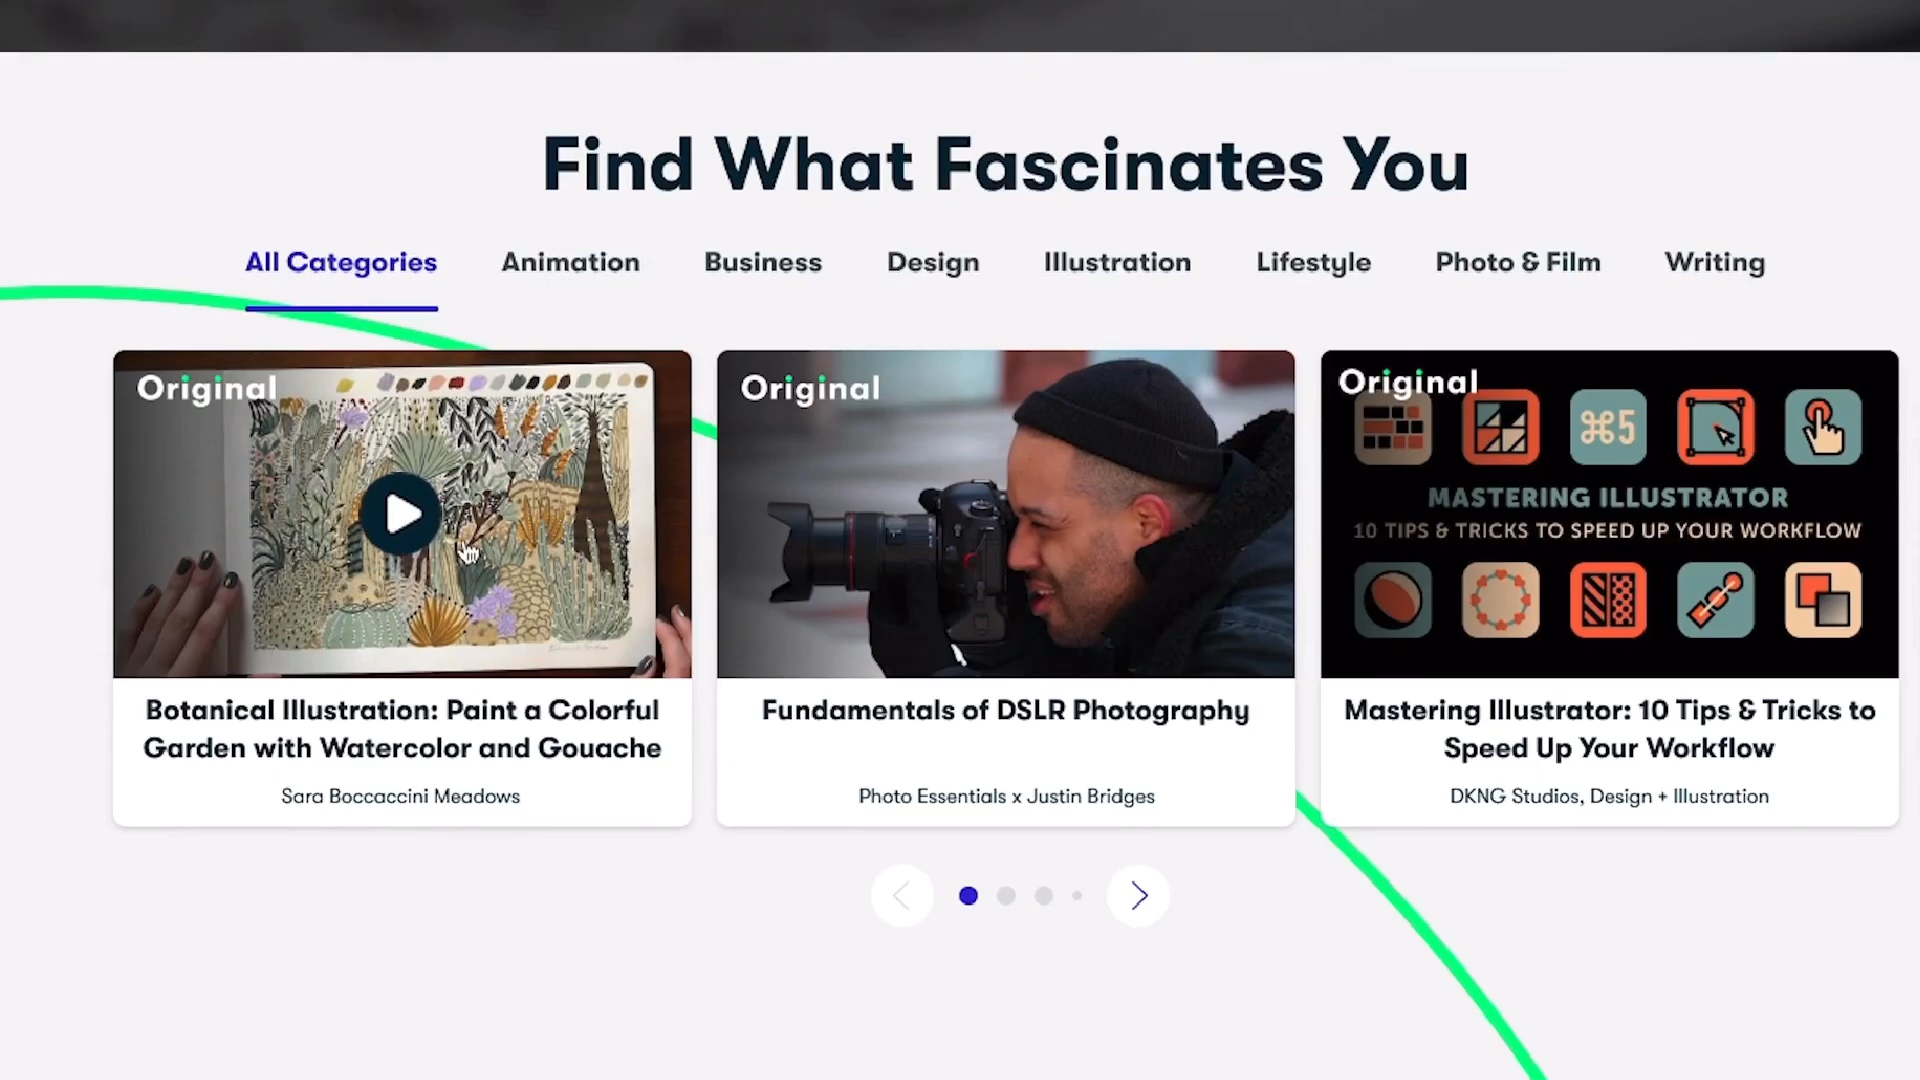 Find What Fascinates You
All Categories Animation Business Design Illustration Lifestyle Photo & Film Writing
Original
Botanical Illustration: Paint a Colorful
Garden with Watercolor and Gouache
Sara Boccaccini Meadows
Original
Fundamentals of DSLR Photography
Photo Essentials x Justin Bridges
Original
⌘5
MASTERING ILLUSTRATOR
10 TIPS & TRICKS TO SPEED UP YOUR WORKFLOW
Mastering Illustrator: 10 Tips & Tricks to
Speed Up Your Workflow
DKNG Studios, Design + Illustration